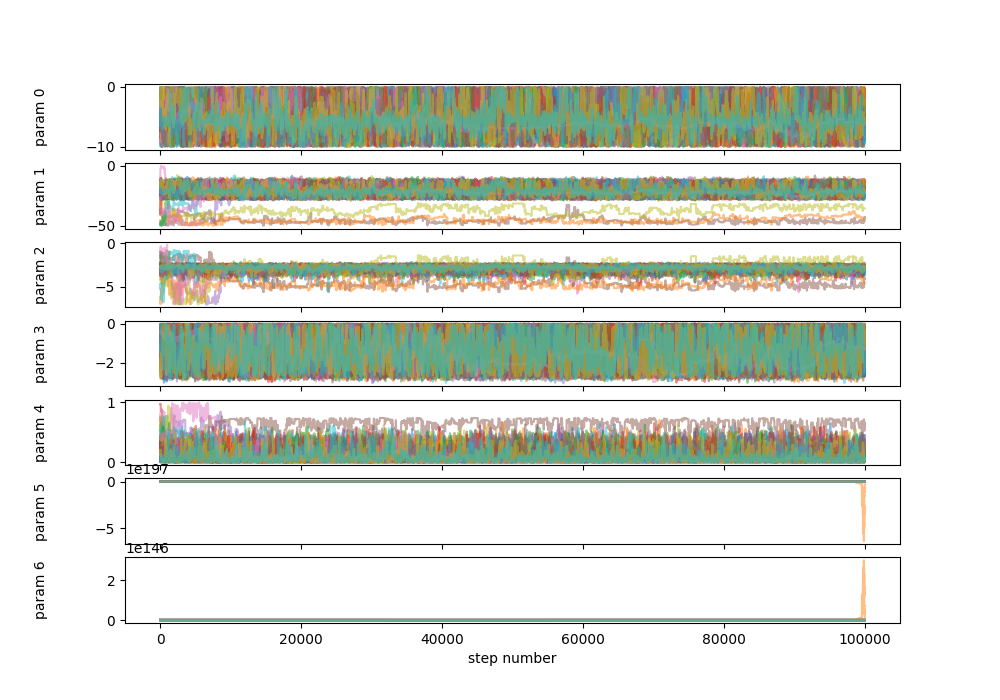 param 0
0
−10
param 1
0
−50
param 2
0
−5
param 3
0
−2
param 4
1
0
1e197
param 5
0
−5
1e146
param 6
2
0
0 20000 40000 60000 80000 100000
step number